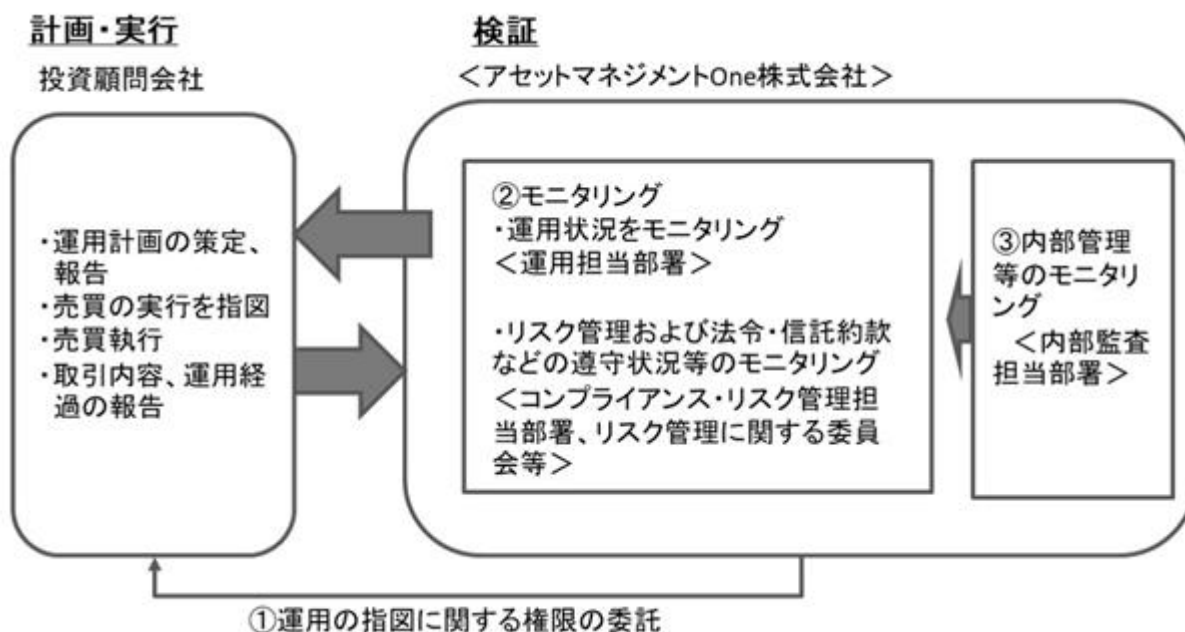 計画・実行
投資顧問会社
・運用計画の策定、
報告
・売買の実行を指図
・売買執行
・取引内容、運用経
過の報告
検証
＜アセットマネジメントOne株式会社＞
②モニタリング
・運用状況をモニタリング
＜運用担当部署＞
・リスク管理および法令・信託約款
などの遵守状況等のモニタリング
＜コンプライアンス・リスク管理担
当部署、リスク管理に関する委員
会等＞
③内部管理
等のモニタリ
ング
＜内部監査
担当部署＞
①運用の指図に関する権限の委託